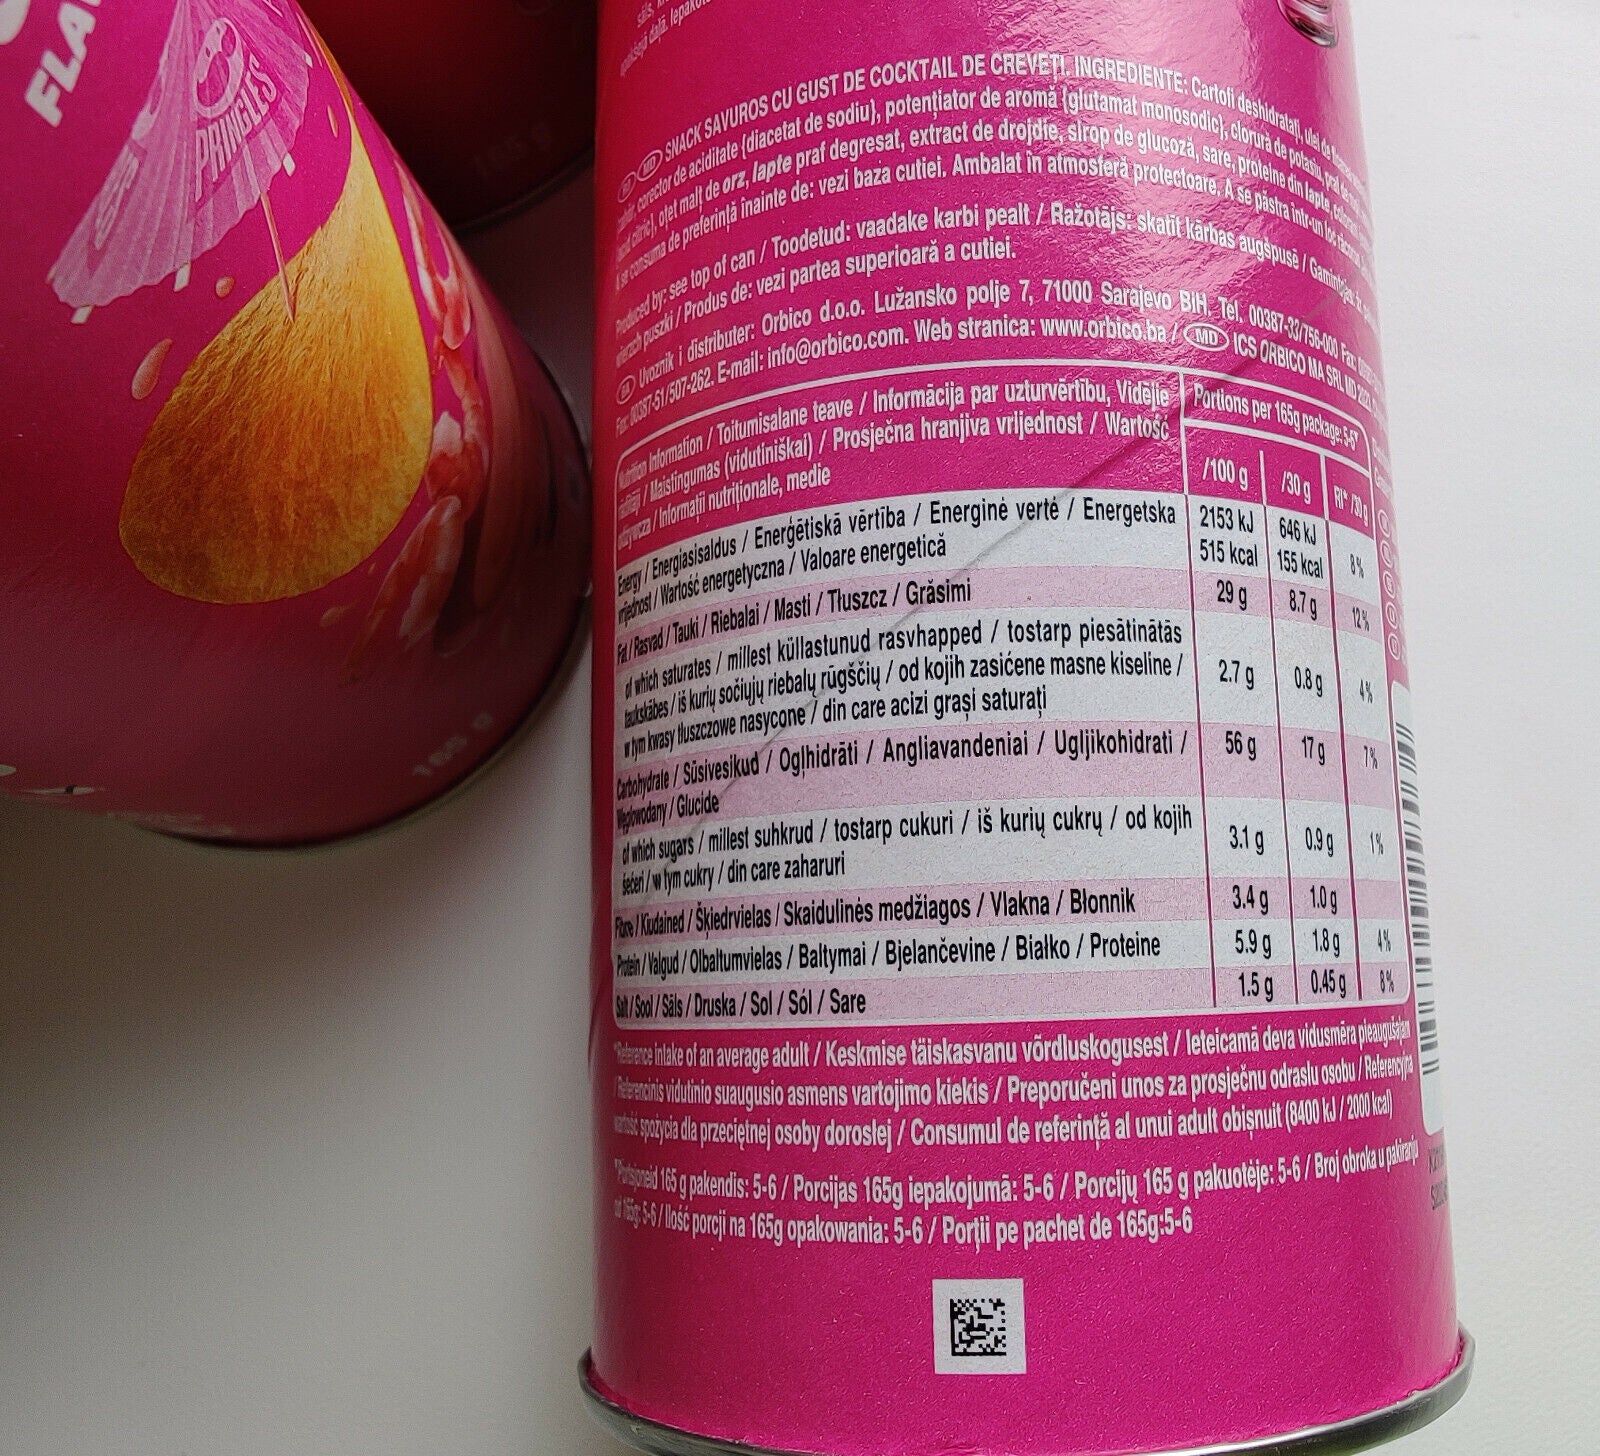 FLA
PRINGLES
165 g
SNACK SAVUROS CU GUST DE COCKTAIL DE CREVEȚI. INGREDIENTE: Cartofi deshidratați, ulei de
corector de aciditate {diacetat de sodiu}, potențiator de aromă {glutamat monosodic}, clorură de potasiu, praf de
citric}, oțet malț de orz, lapte praf degresat, extract de drojdie, sirop de glucoză, sare, proteine din lapte,
A se consuma de preferință înainte de: vezi baza cutiei. Ambalat în atmosferă protectoare. A se păstra într-un loc
Produced by: see top of can / Toodetud: vaadake karbi pealt / Ražotājs: skatīt kārbas augšpusē / Gamintojas:
wierzch puszki / Produs de: vezi partea superioară a cutiei.
Uvoznik i distributer: Orbico d.o.o. Lužansko polje 7, 71000 Sarajevo BiH, Tel. 00387-33/756-000 Fax:
Fax: 00387-51/507-262. E-mail: info@orbico.com. Web stranica: www.orbico.ba / MD ICS ORBICO MA SRL MD
Nutrition Information / Toitumisalane teave / Informācija par uzturvērtību, Vidējie
/ Maistingumas (vidutiniškai) / Prosječna hranjiva vrijednost / Wartość
odżywcza / Informații nutriționale, medie
Portions per 165g package: 5-6*
/100 g /30 g RI* /30 g
Energy / Energiasisaldus / Enerģētiskā vērtība / Energinė vertė / Energetska 2153 kJ 646 kJ
vrijednost / Wartość energetyczna / Valoare energetică 515 kcal 155 kcal 8%
Fat / Rasvad / Tauki / Riebalai / Masti / Tłuszcz / Grăsimi 29 g 8.7 g 12%
of which saturates / millest küllastunud rasvhapped / tostarp piesātinātās
taukskābes / iš kurių sočiųjų riebalų rūgščių / od kojih zasićene masne kiseline / 2.7 g 0.8 g 4%
w tym kwasy tłuszczowe nasycone / din care acizi grași saturați
Carbohydrate / Süsivesikud / Ogļhidrāti / Angliavandeniai / Ugljikohidrati / 56 g 17 g 7%
Węglowodany / Glucide
of which sugars / millest suhkrud / tostarp cukuri / iš kurių cukrų / od kojih 3.1 g 0.9 g 1%
šećeri / w tym cukry / din care zaharuri
Fibre / Kiudained / Šķiedrvielas / Skaidulinės medžiagos / Vlakna / Błonnik 3.4 g 1.0 g
Protein / Valgud / Olbaltumvielas / Baltymai / Bjelančevine / Białko / Proteine 5.9 g 1.8 g 4%
Salt / Sool / Sāls / Druska / Sol / Sól / Sare 1.5 g 0.45 g 8%
*Reference intake of an average adult / Keskmise täiskasvanu võrdluskogusest / Ieteicamā deva vidusmēra pieaugušajam
/ Referencinis vidutinio suaugusio asmens vartojimo kiekis / Preporučeni unos za prosječnu odraslu osobu / Referencyjna
wartość spożycia dla przeciętnej osoby dorosłej / Consumul de referință al unui adult obișnuit (8400 kJ / 2000 kcal)
*Portsjoneid 165 g pakendis: 5-6 / Porcijas 165g iepakojumā: 5-6 / Porcijų 165 g pakuotėje: 5-6 / Broj obroka u pakiranju
od 165g: 5-6 / Ilość porcji na 165g opakowania: 5-6 / Porții pe pachet de 165g:5-6